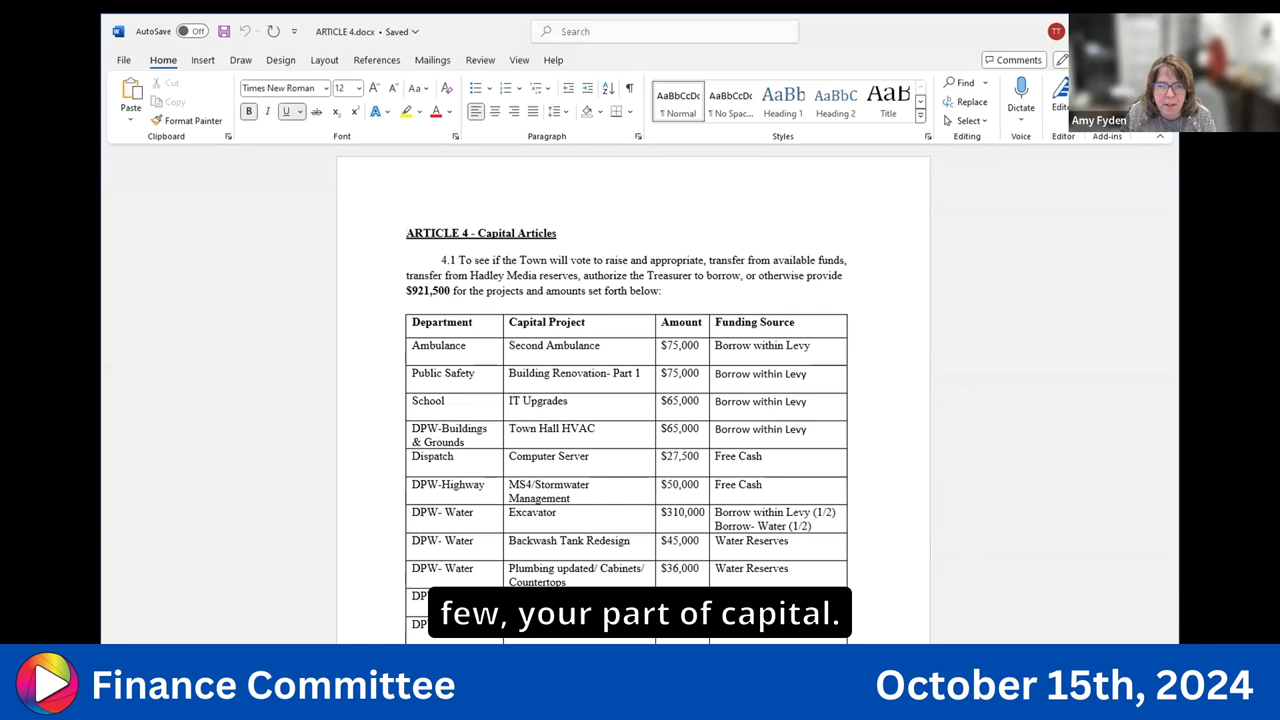 AutoSave Off ARTICLE 4.docx • Saved Search TT
File Home Insert Draw Design Layout References Mailings Review View Help Comments
Paste Cut Copy Format Painter Clipboard
Times New Roman 12 Font
Paragraph
AaBbCcDc AaBbCcDc AaBb AaBbC AaB
¶ Normal ¶ No Spac... Heading 1 Heading 2 Title
Styles
Find Replace Select Editing
Dictate Voice
Editor Add-ins
Amy Fyden
ARTICLE 4 - Capital Articles
4.1 To see if the Town will vote to raise and appropriate, transfer from available funds,
transfer from Hadley Media reserves, authorize the Treasurer to borrow, or otherwise provide
$921,500 for the projects and amounts set forth below:
Department Capital Project Amount Funding Source
Ambulance Second Ambulance $75,000 Borrow within Levy
Public Safety Building Renovation- Part 1 $75,000 Borrow within Levy
School IT Upgrades $65,000 Borrow within Levy
DPW-Buildings Town Hall HVAC $65,000 Borrow within Levy
& Grounds
Dispatch Computer Server $27,500 Free Cash
DPW-Highway MS4/Stormwater $50,000 Free Cash
Management
DPW- Water Excavator $310,000 Borrow within Levy (1/2)
Borrow- Water (1/2)
DPW- Water Backwash Tank Redesign $45,000 Water Reserves
DPW- Water Plumbing updated/ Cabinets/ $36,000 Water Reserves
Countertops
few, your part of capital.
Finance Committee
October 15th, 2024